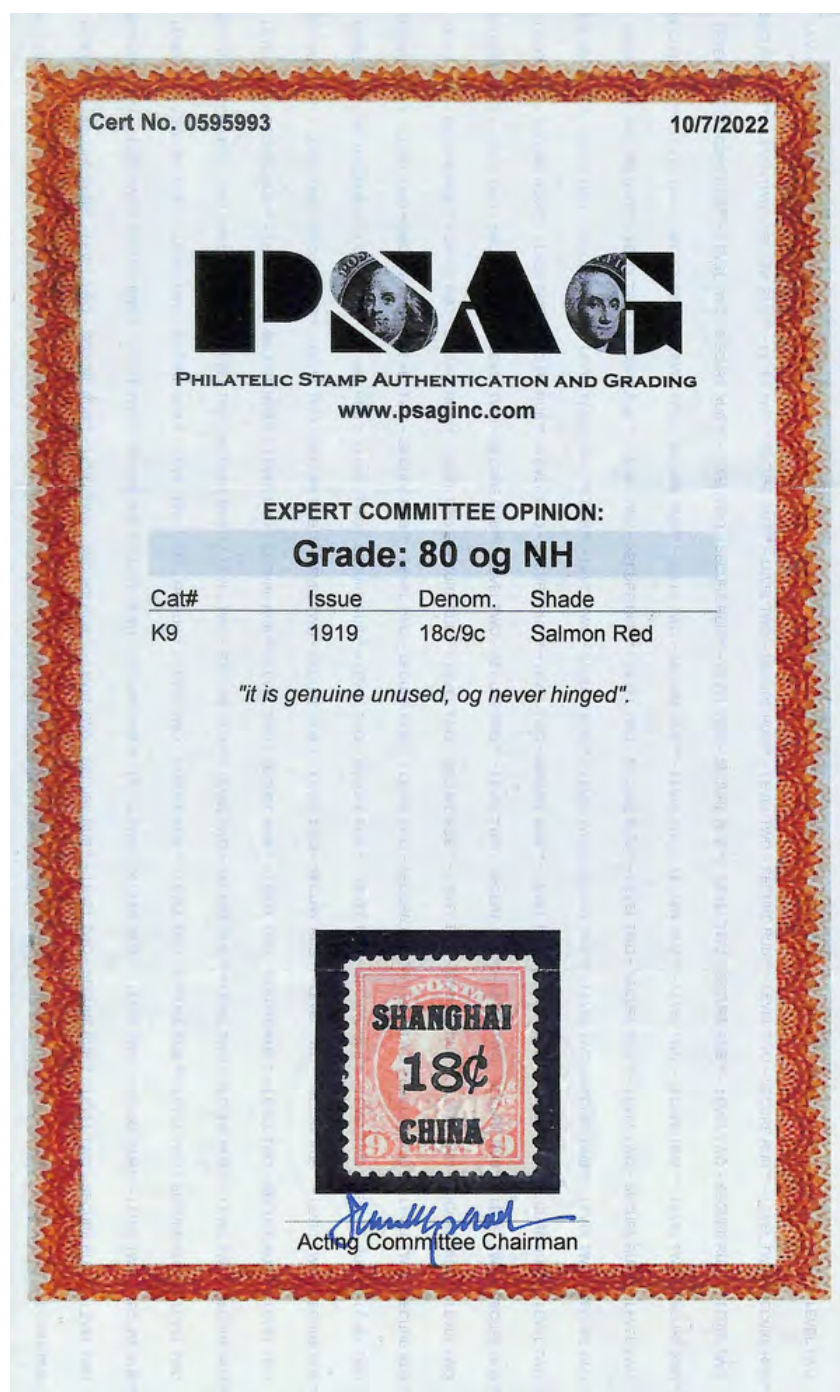 Cert No. 0595993 10/7/2022
PSAG
PHILATELIC STAMP AUTHENTICATION AND GRADING
www.psaginc.com
EXPERT COMMITTEE OPINION:
Grade: 80 og NH
Cat# Issue Denom. Shade
K9 1919 18c/9c Salmon Red
"it is genuine unused, og never hinged".
SHANGHAI
18¢
CHINA
9 CENTS 9
Acting Committee Chairman